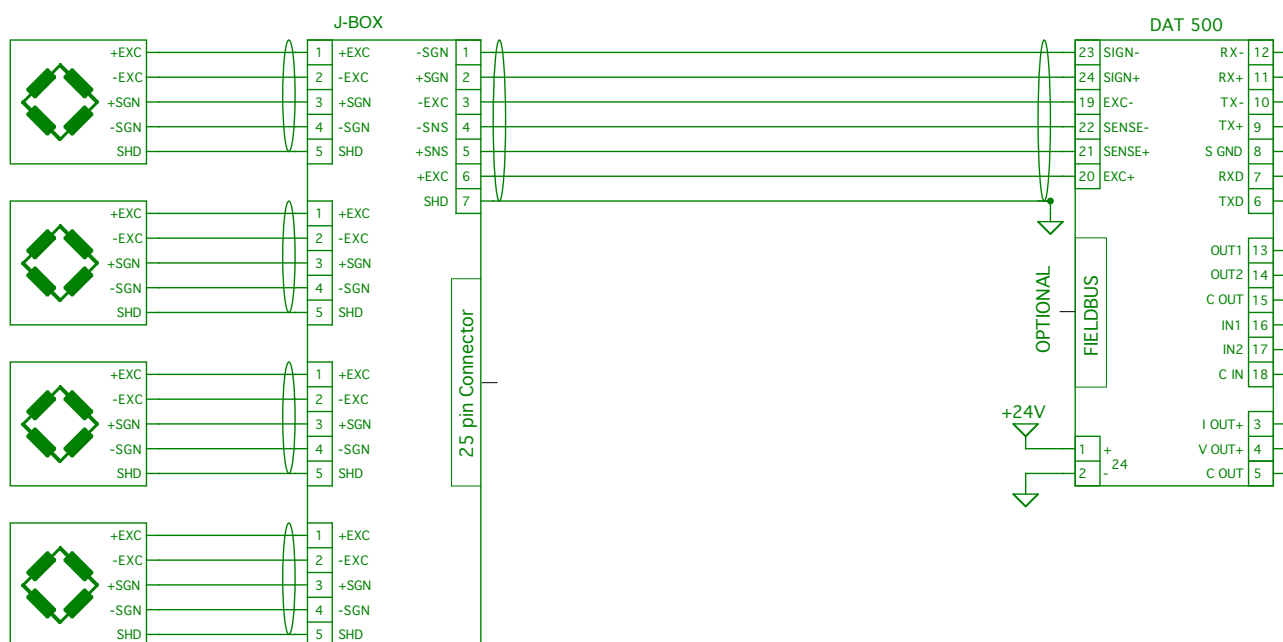 J-BOX
DAT 500
+EXC 1 +EXC -SGN 1 23 SIGN- RX- 12
-EXC 2 -EXC +SGN 2 24 SIGN+ RX+ 11
+SGN 3 +SGN -EXC 3 19 EXC- TX- 10
-SGN 4 -SGN -SNS 4 22 SENSE- TX+ 9
SHD 5 SHD +SNS 5 21 SENSE+ S GND 8
+EXC 6 20 EXC+ RXD 7
SHD 7 TXD 6
+EXC 1 +EXC
-EXC 2 -EXC
+SGN 3 +SGN
-SGN 4 -SGN
SHD 5 SHD
OUT1 13
OUT2 14
C OUT 15
IN1 16
IN2 17
C IN 18
OPTIONAL
FIELDBUS
25 pin Connector
+EXC 1 +EXC
-EXC 2 -EXC
+SGN 3 +SGN
-SGN 4 -SGN
SHD 5 SHD
+24V
1 +
24
2 -
I OUT+ 3
V OUT+ 4
C OUT 5
+EXC 1 +EXC
-EXC 2 -EXC
+SGN 3 +SGN
-SGN 4 -SGN
SHD 5 SHD